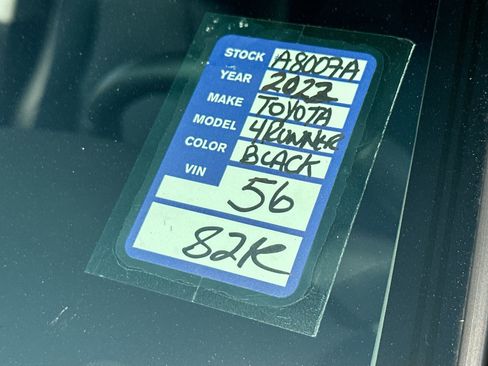 STOCK A8007A
YEAR 2022
MAKE TOYOTA
MODEL 4RUNNER
COLOR BLACK
VIN 56
82K